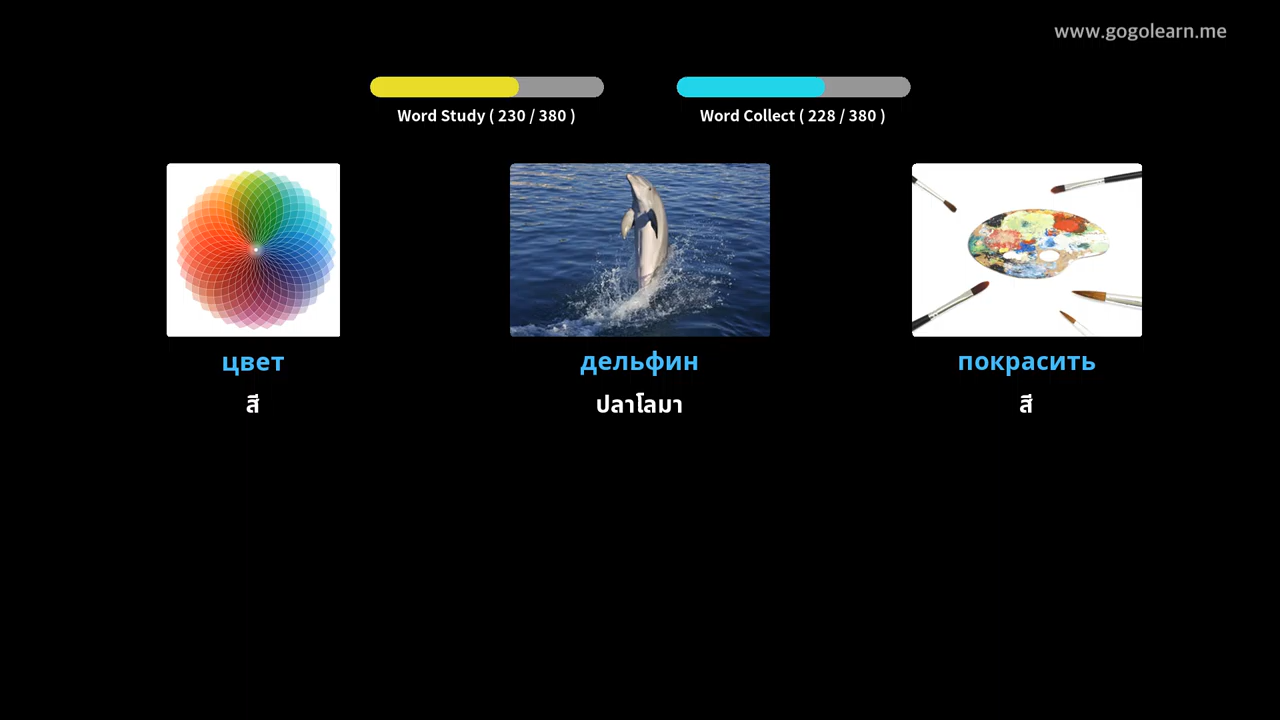 www.gogolearn.me
Word Study ( 230 / 380 )
Word Collect ( 228 / 380 )
цвет
дельфин
покрасить
สี
ปลาโลมา
สี